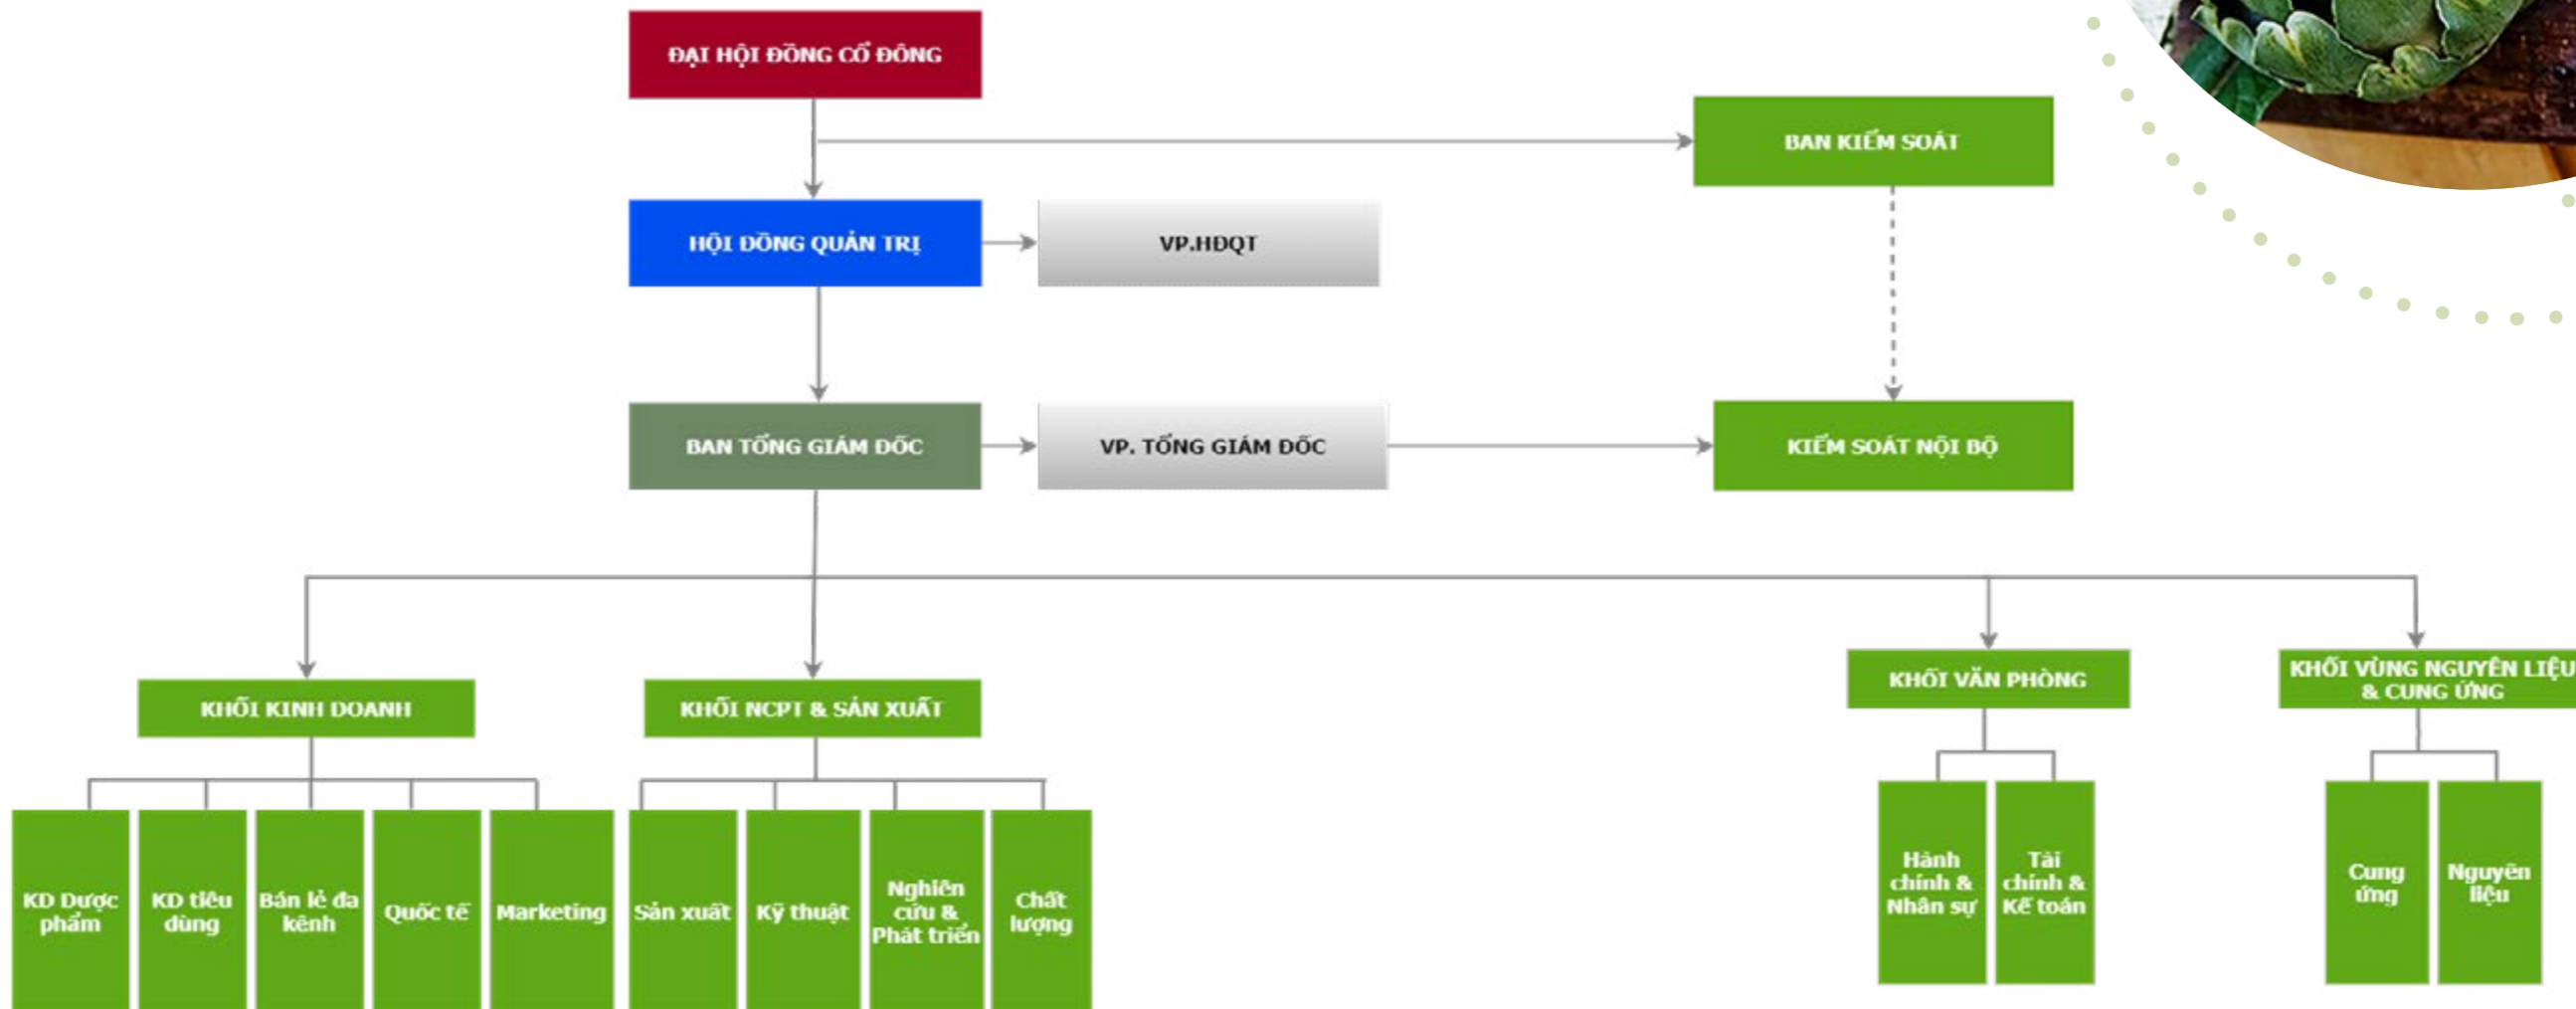 ĐẠI HỘI ĐỒNG CỔ ĐÔNG
BAN KIỂM SOÁT
HỘI ĐỒNG QUẢN TRỊ
VP.HĐQT
BAN TỔNG GIÁM ĐỐC
VP. TỔNG GIÁM ĐỐC
KIỂM SOÁT NỘI BỘ
KHỐI KINH DOANH
KHỐI NCPT & SẢN XUẤT
KHỐI VĂN PHÒNG
KHỐI VÙNG NGUYÊN LIỆU
& CUNG ỨNG
KD Dược
phẩm
KD tiêu
dùng
Bán lẻ đa
kênh
Quốc tế
Marketing
Sản xuất
Kỹ thuật
Nghiên
cứu &
Phát triển
Chất
lượng
Hành
chính &
Nhân sự
Tài
chính &
Kế toán
Cung
ứng
Nguyên
liệu